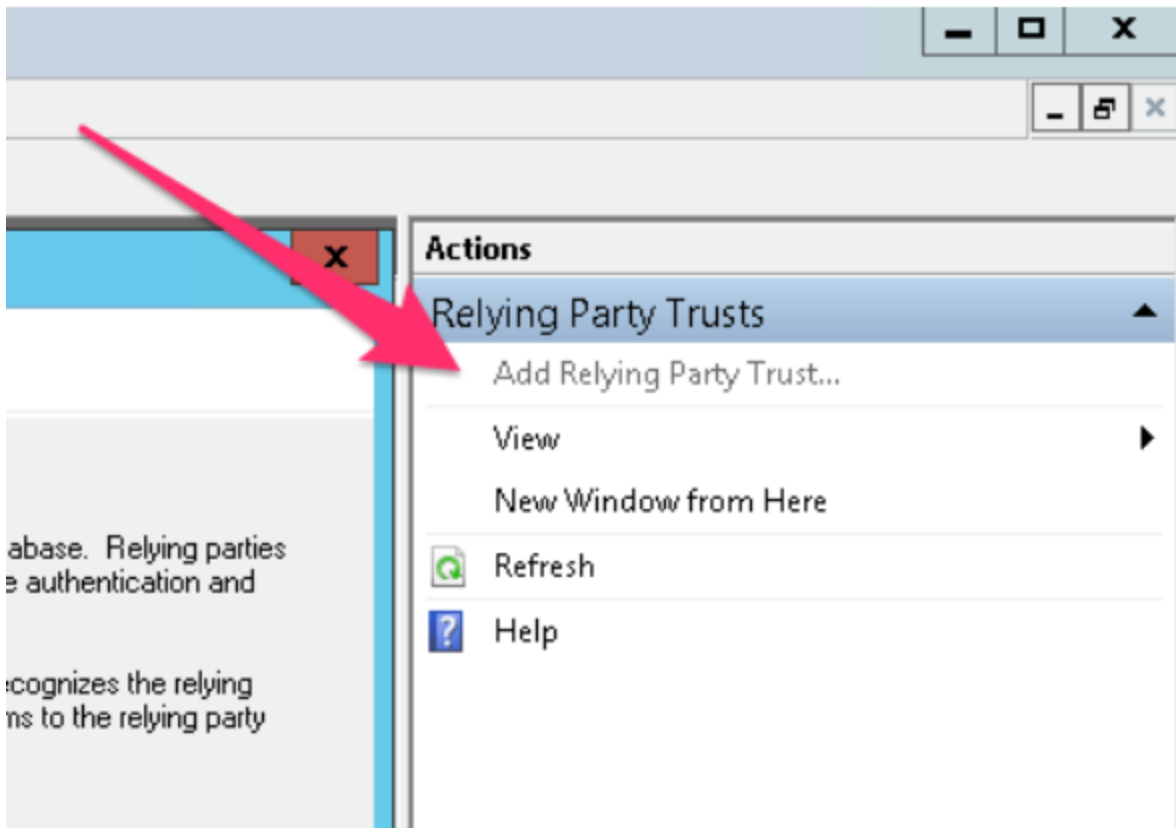 Actions
Relying Party Trusts
Add Relying Party Trust...
View
New Window from Here
Refresh
Help
abase. Relying parties
e authentication and
ecognizes the relying
ms to the relying party